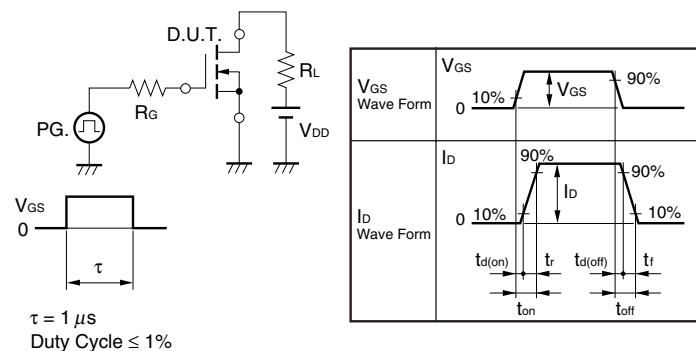 D.U.T.
RL
RG
PG.
VDD
VGS
0
τ
τ = 1 μs
Duty Cycle ≤ 1%
VGS
Wave Form
VGS
10%
0
VGS
90%
ID
Wave Form
ID
90%
90%
0
10%
ID
10%
td(on)
tr
td(off)
tf
ton
toff